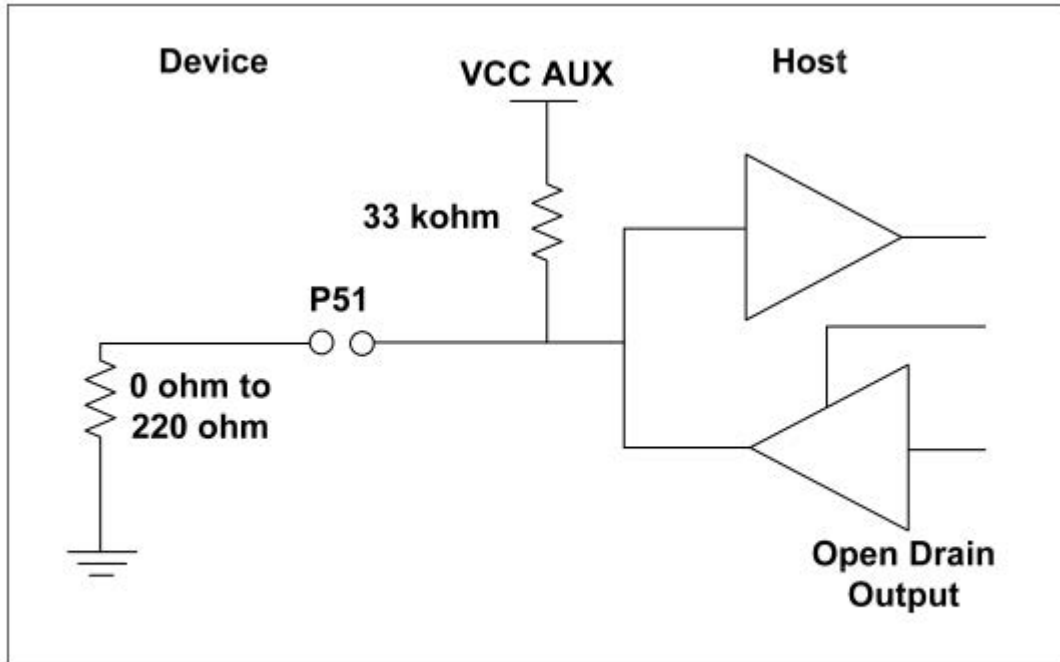 Device
VCC AUX
Host
33 kohm
P51
0 ohm to
220 ohm
Open Drain
Output